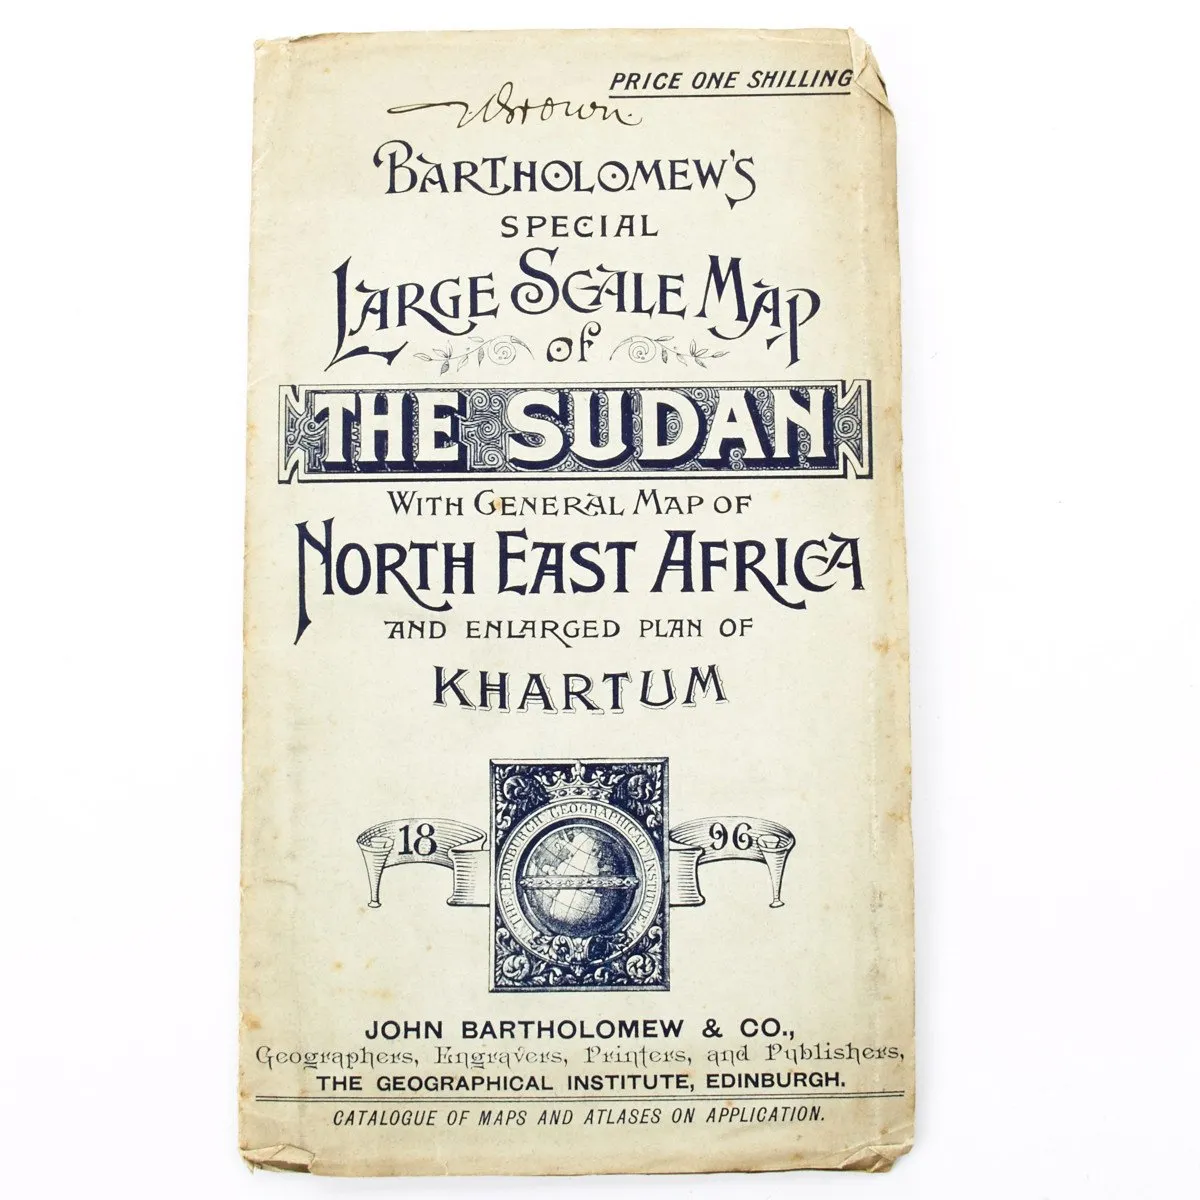 PRICE ONE SHILLING
Brown.
BARTHOLOMEW'S
SPECIAL
LARGE SCALE MAP
of
THE SUDAN
WITH GENERAL MAP OF
NORTH EAST AFRICA
AND ENLARGED PLAN OF
KHARTUM
THE EDINBURGH GEOGRAPHICAL INSTITUTE
18 96
JOHN BARTHOLOMEW & CO.,
Geographers, Engravers, Printers, and Publishers,
THE GEOGRAPHICAL INSTITUTE, EDINBURGH.
CATALOGUE OF MAPS AND ATLASES ON APPLICATION.